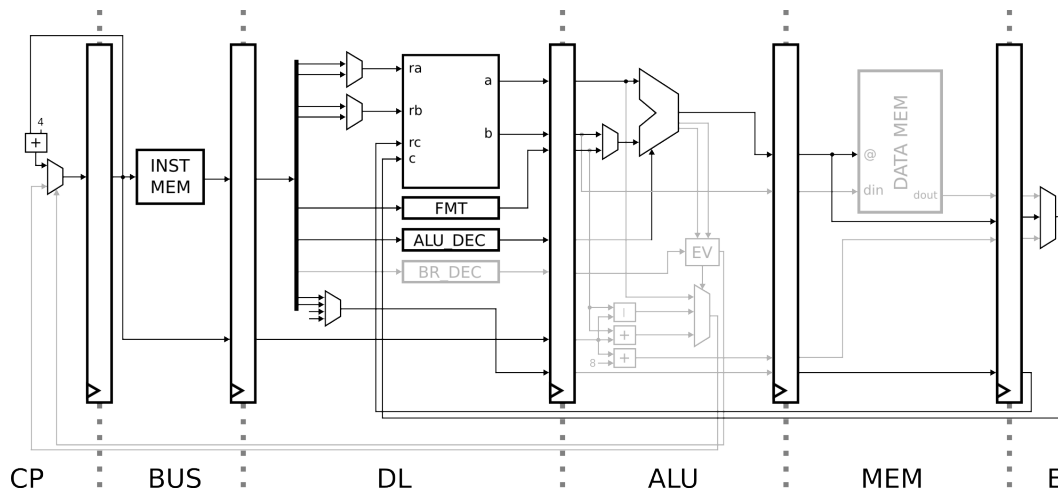 4
+
INST
MEM
ra
rb
rc
c
a
b
FMT
ALU_DEC
BR_DEC
EV
|
+
+
8
DATA MEM
@
din
dout
CP
BUS
DL
ALU
MEM
E